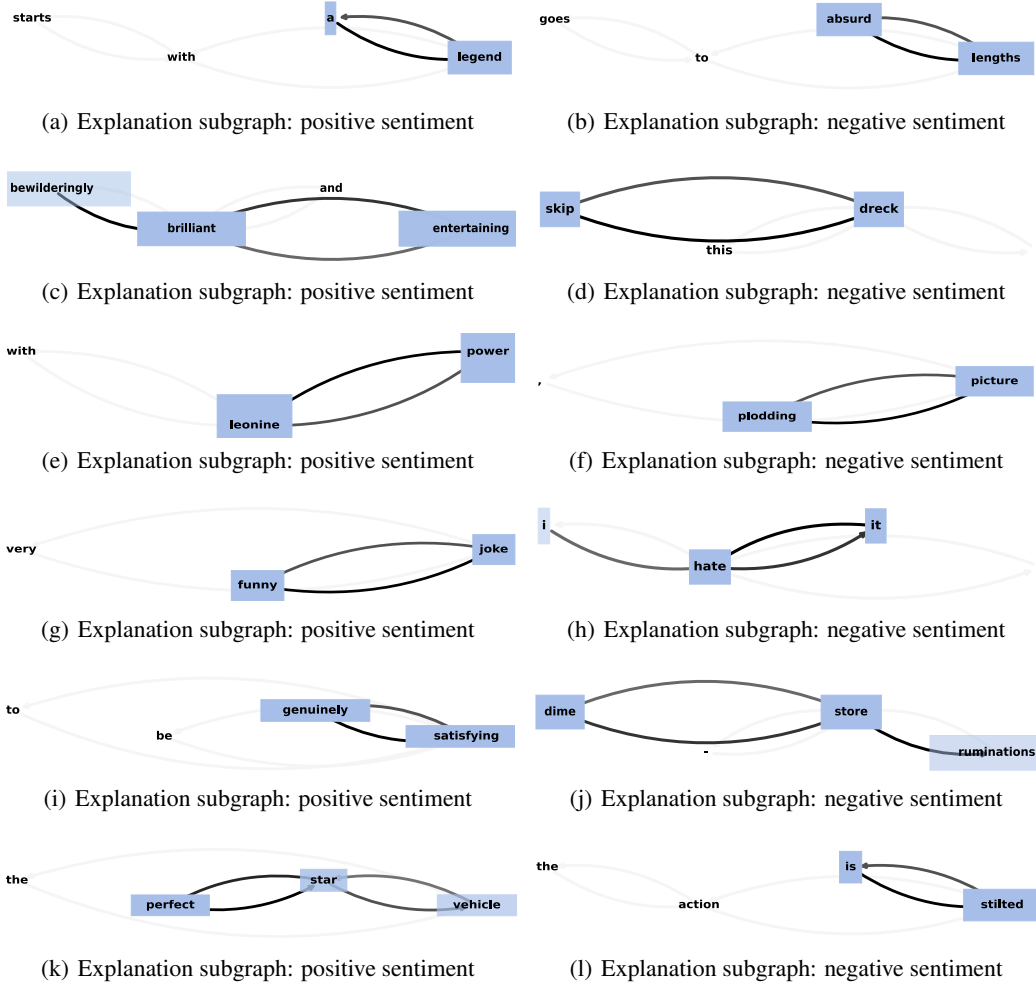 starts with a legend
goes to absurd lengths
(a) Explanation subgraph: positive sentiment
(b) Explanation subgraph: negative sentiment
bewilderingly brilliant and entertaining
skip this dreck
(c) Explanation subgraph: positive sentiment
(d) Explanation subgraph: negative sentiment
with leonine power
, plodding picture
(e) Explanation subgraph: positive sentiment
(f) Explanation subgraph: negative sentiment
very funny joke
i hate it
(g) Explanation subgraph: positive sentiment
(h) Explanation subgraph: negative sentiment
to be genuinely satisfying
dime - store ruminations
(i) Explanation subgraph: positive sentiment
(j) Explanation subgraph: negative sentiment
the perfect star vehicle
the action is stilted
(k) Explanation subgraph: positive sentiment
(l) Explanation subgraph: negative sentiment